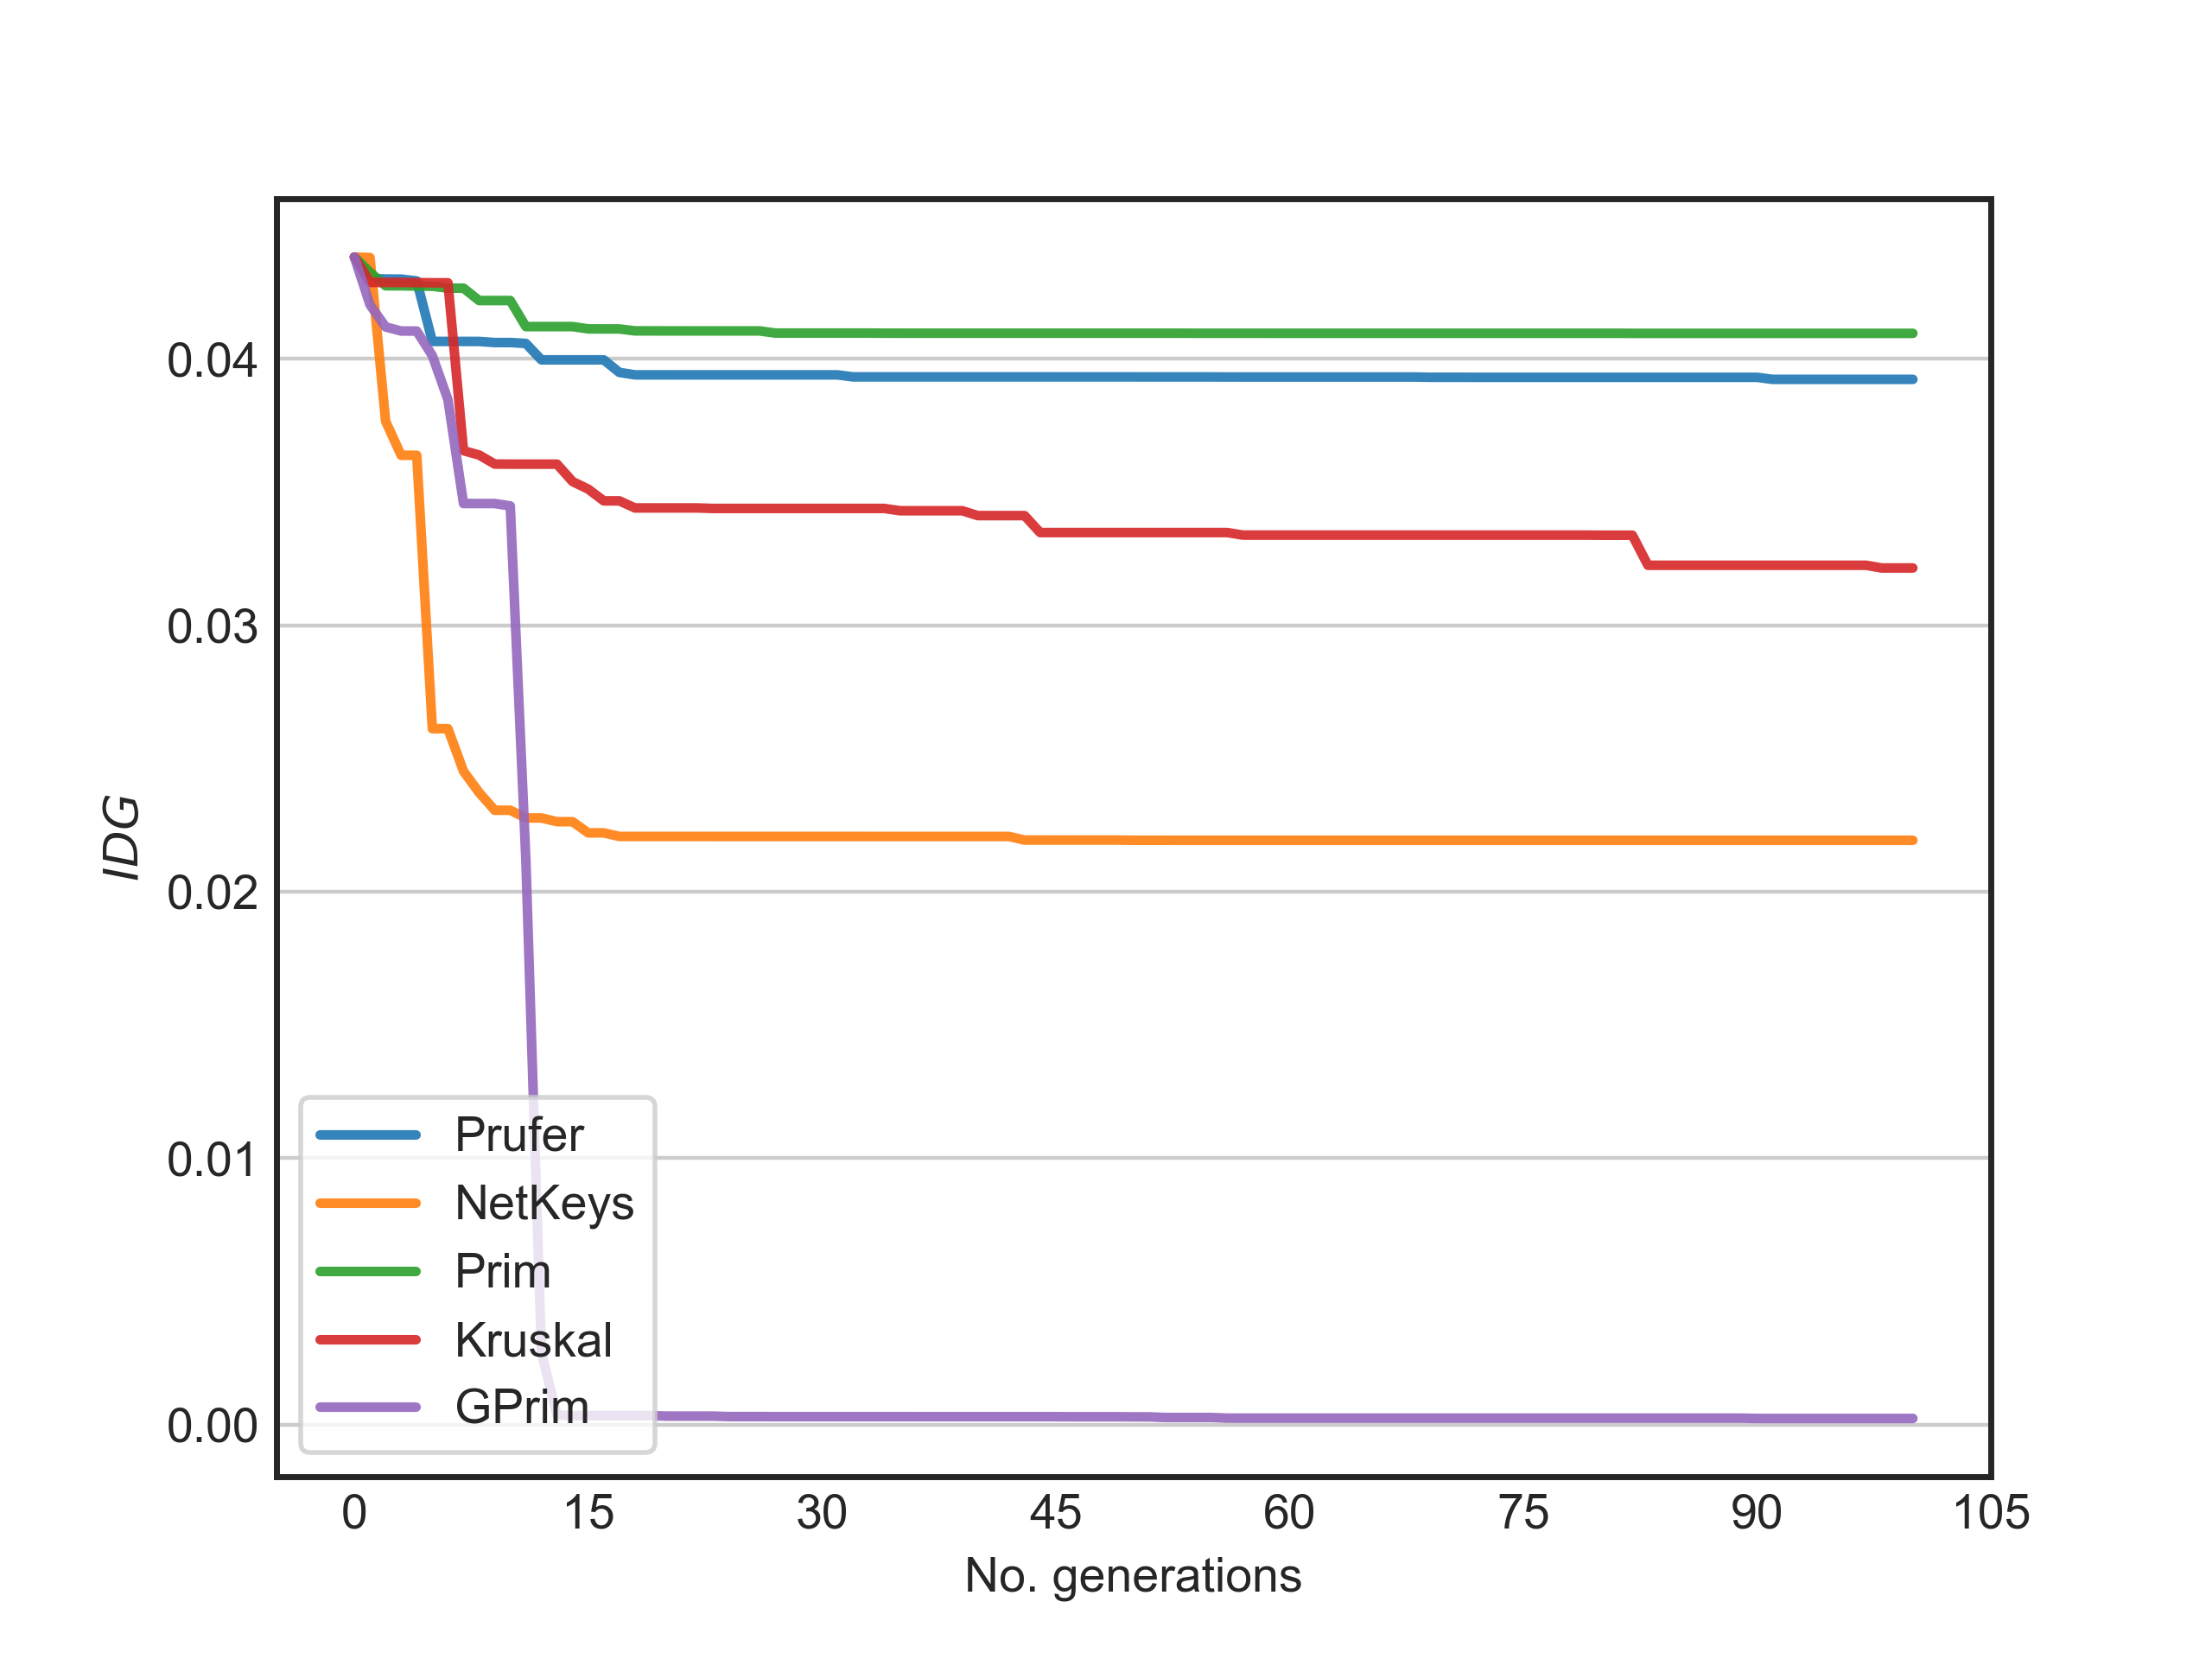 IDG
0.04
0.03
0.02
0.01
0.00
Prufer
NetKeys
Prim
Kruskal
GPrim
0 15 30 45 60 75 90 105
No. generations